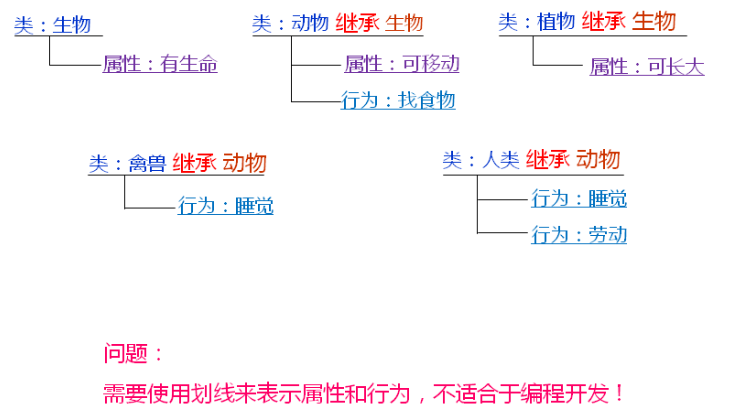 类：生物
属性：有生命
类：动物 继承 生物
属性：可移动
行为：找食物
类：植物 继承 生物
属性：可长大
类：禽兽 继承 动物
行为：睡觉
类：人类 继承 动物
行为：睡觉
行为：劳动
问题：
需要使用划线来表示属性和行为，不适合于编程开发！